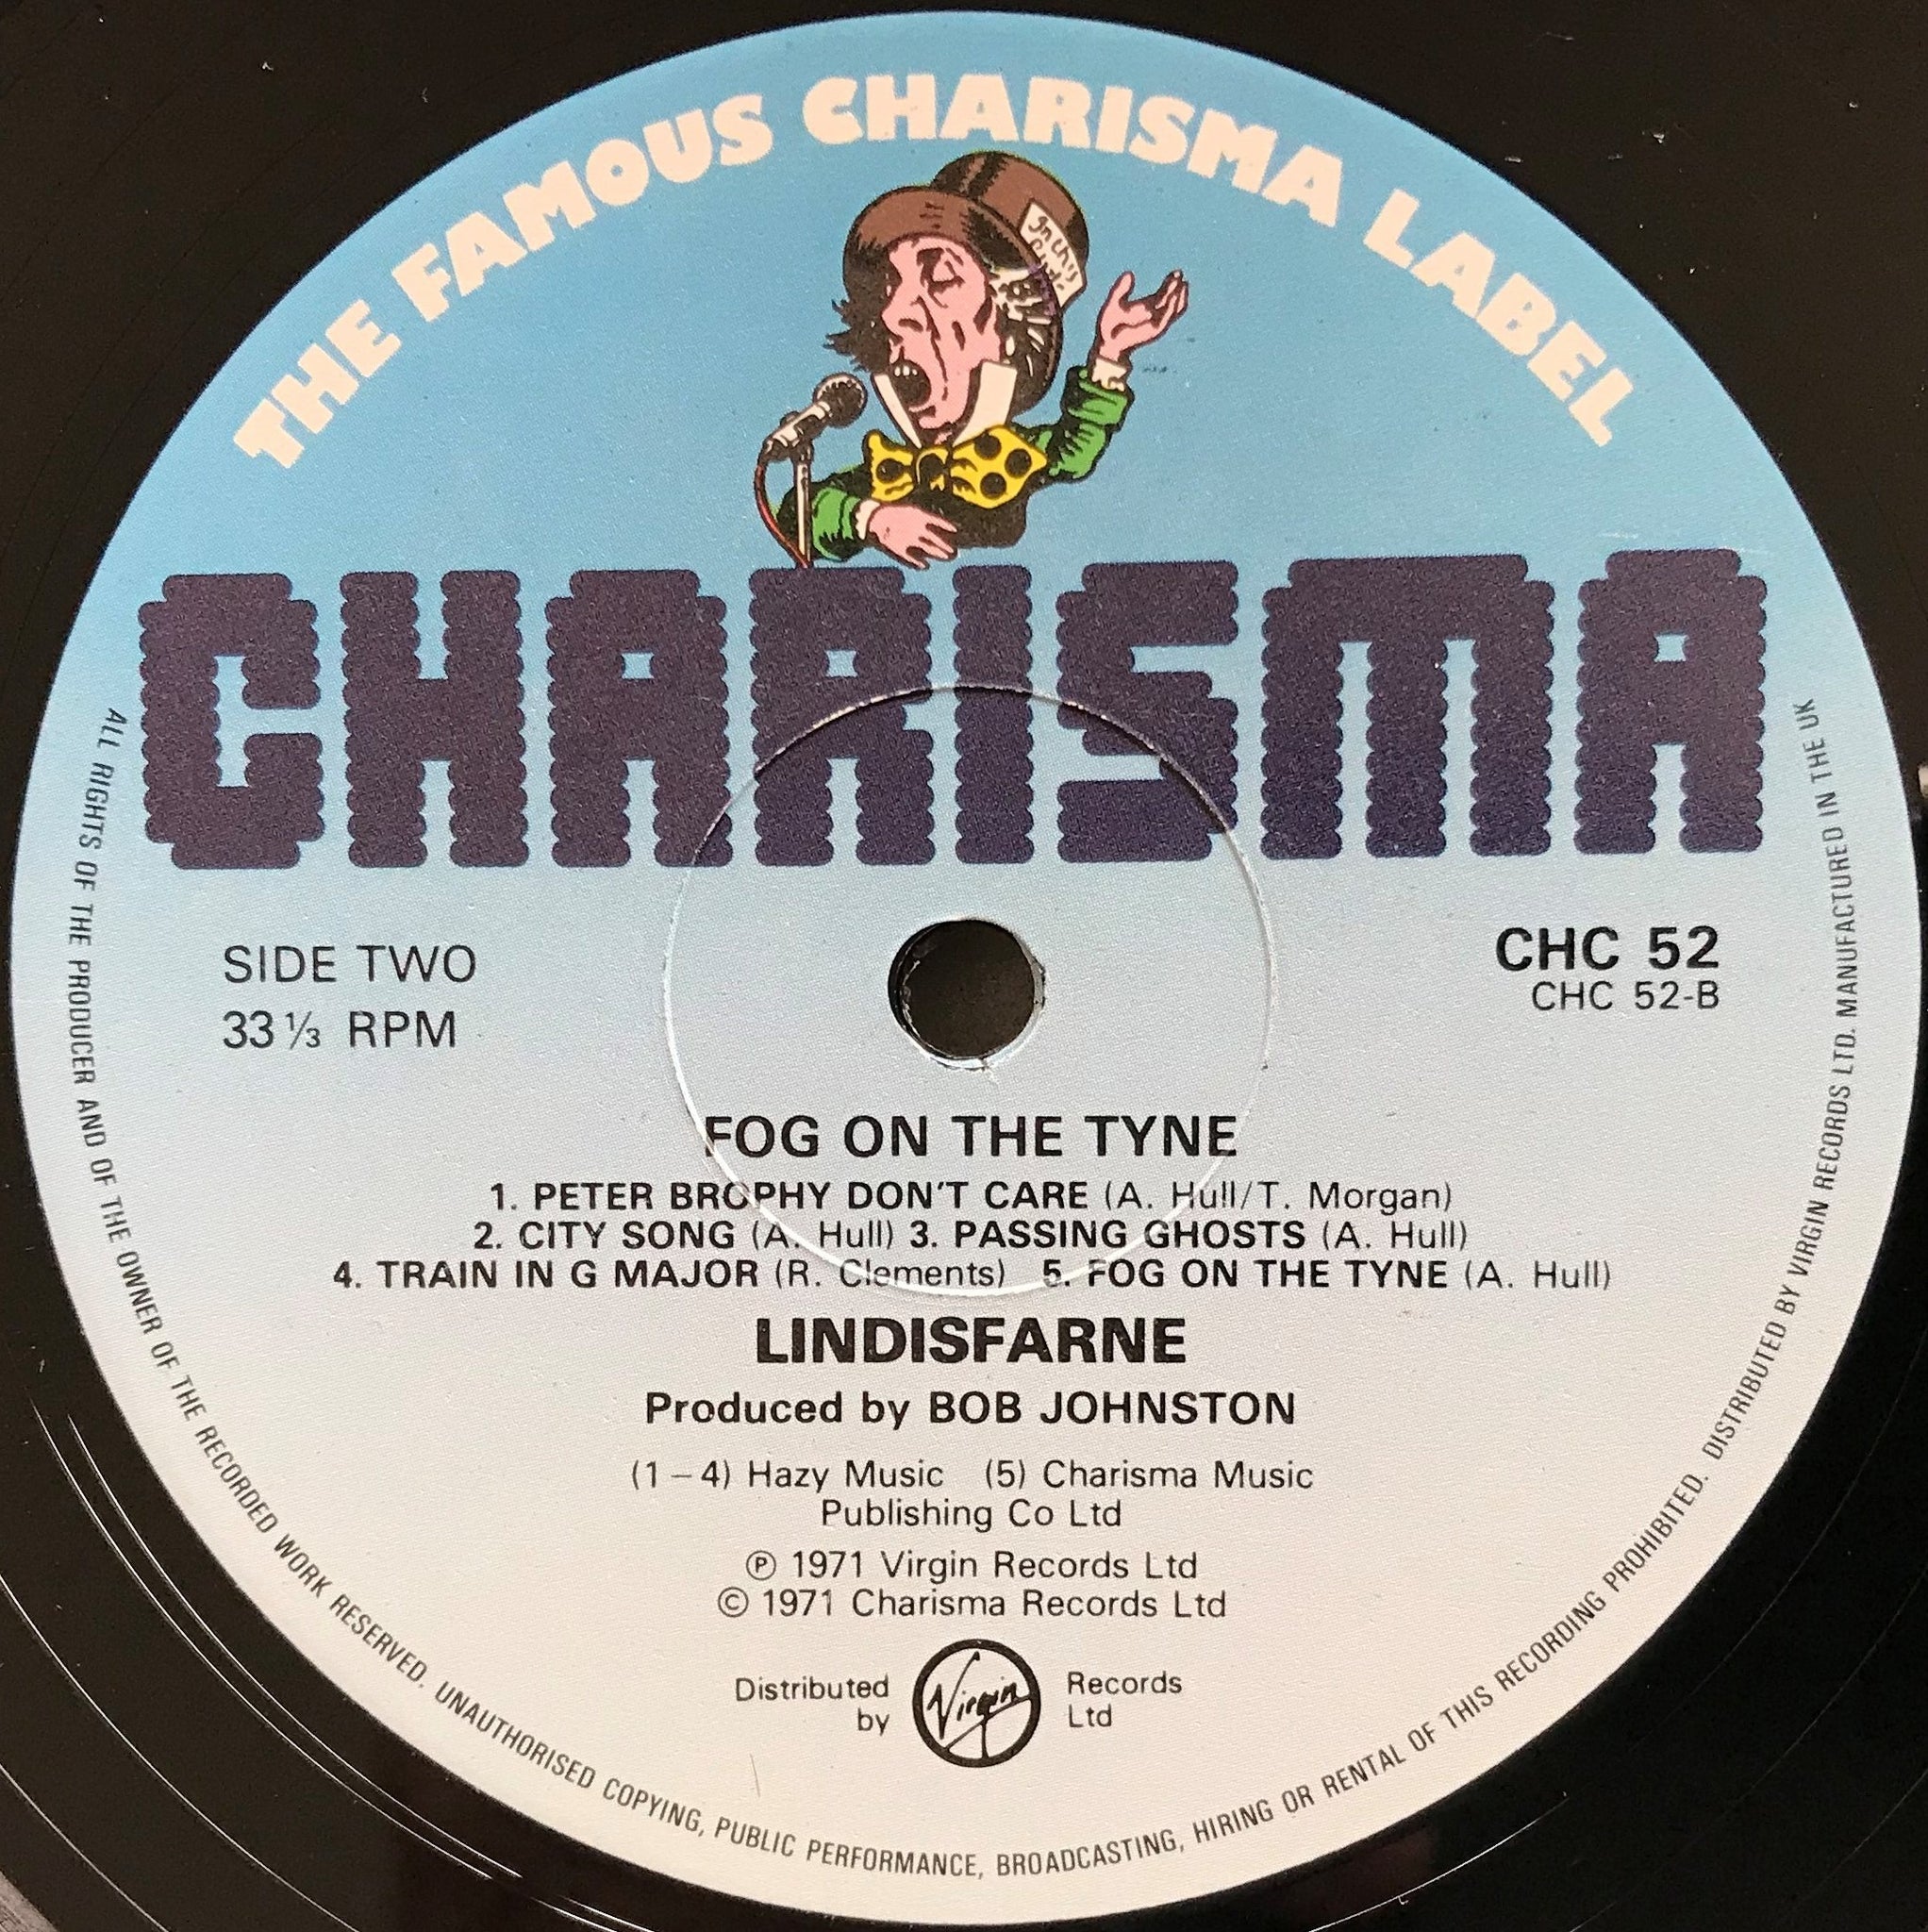 THE FAMOUS CHARISMA LABEL
In thys
CHARISMA
SIDE TWO
33 ⅓ RPM
CHC 52
CHC 52-B
FOG ON THE TYNE
1. PETER BROPHY DON'T CARE (A. Hull/T. Morgan)
2. CITY SONG (A. Hull) 3. PASSING GHOSTS (A. Hull)
4. TRAIN IN G MAJOR (R. Clements) 5. FOG ON THE TYNE (A. Hull)
LINDISFARNE
Produced by BOB JOHNSTON
(1 – 4) Hazy Music (5) Charisma Music
Publishing Co Ltd
℗ 1971 Virgin Records Ltd
© 1971 Charisma Records Ltd
Distributed
by
Virgin
Records
Ltd
ALL RIGHTS OF THE PRODUCER AND OF THE OWNER OF THE RECORDED WORK RESERVED. UNAUTHORISED COPYING, PUBLIC PERFORMANCE, BROADCASTING, HIRING OR RENTAL OF THIS RECORDING PROHIBITED. DISTRIBUTED BY VIRGIN RECORDS LTD. MANUFACTURED IN THE UK